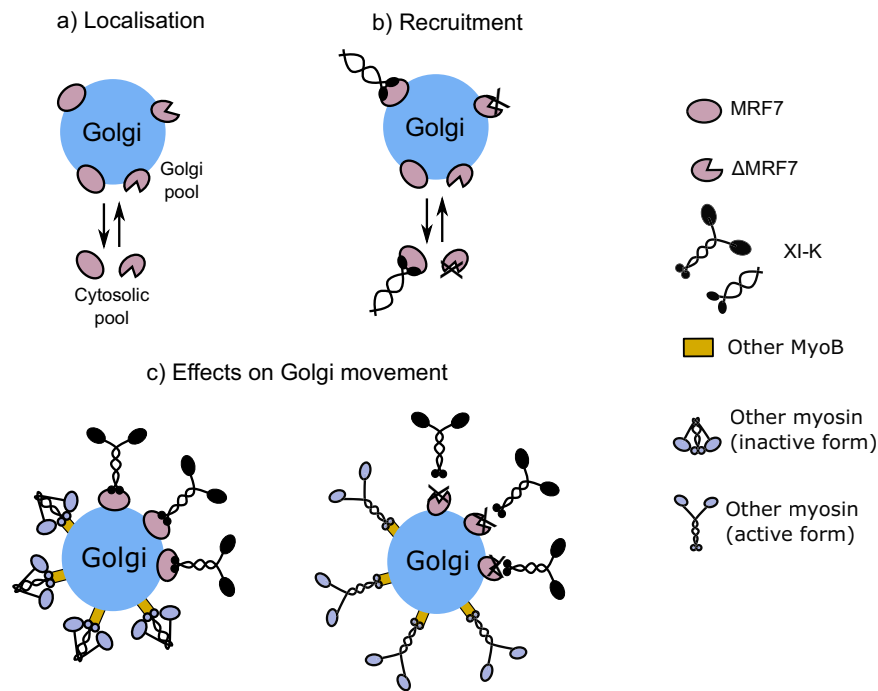 a) Localisation
b) Recruitment
Golgi
Golgi
pool
Cytosolic
pool
Golgi
MRF7
ΔMRF7
XI-K
Other MyoB
Other myosin
(inactive form)
Other myosin
(active form)
c) Effects on Golgi movement
Golgi
Golgi